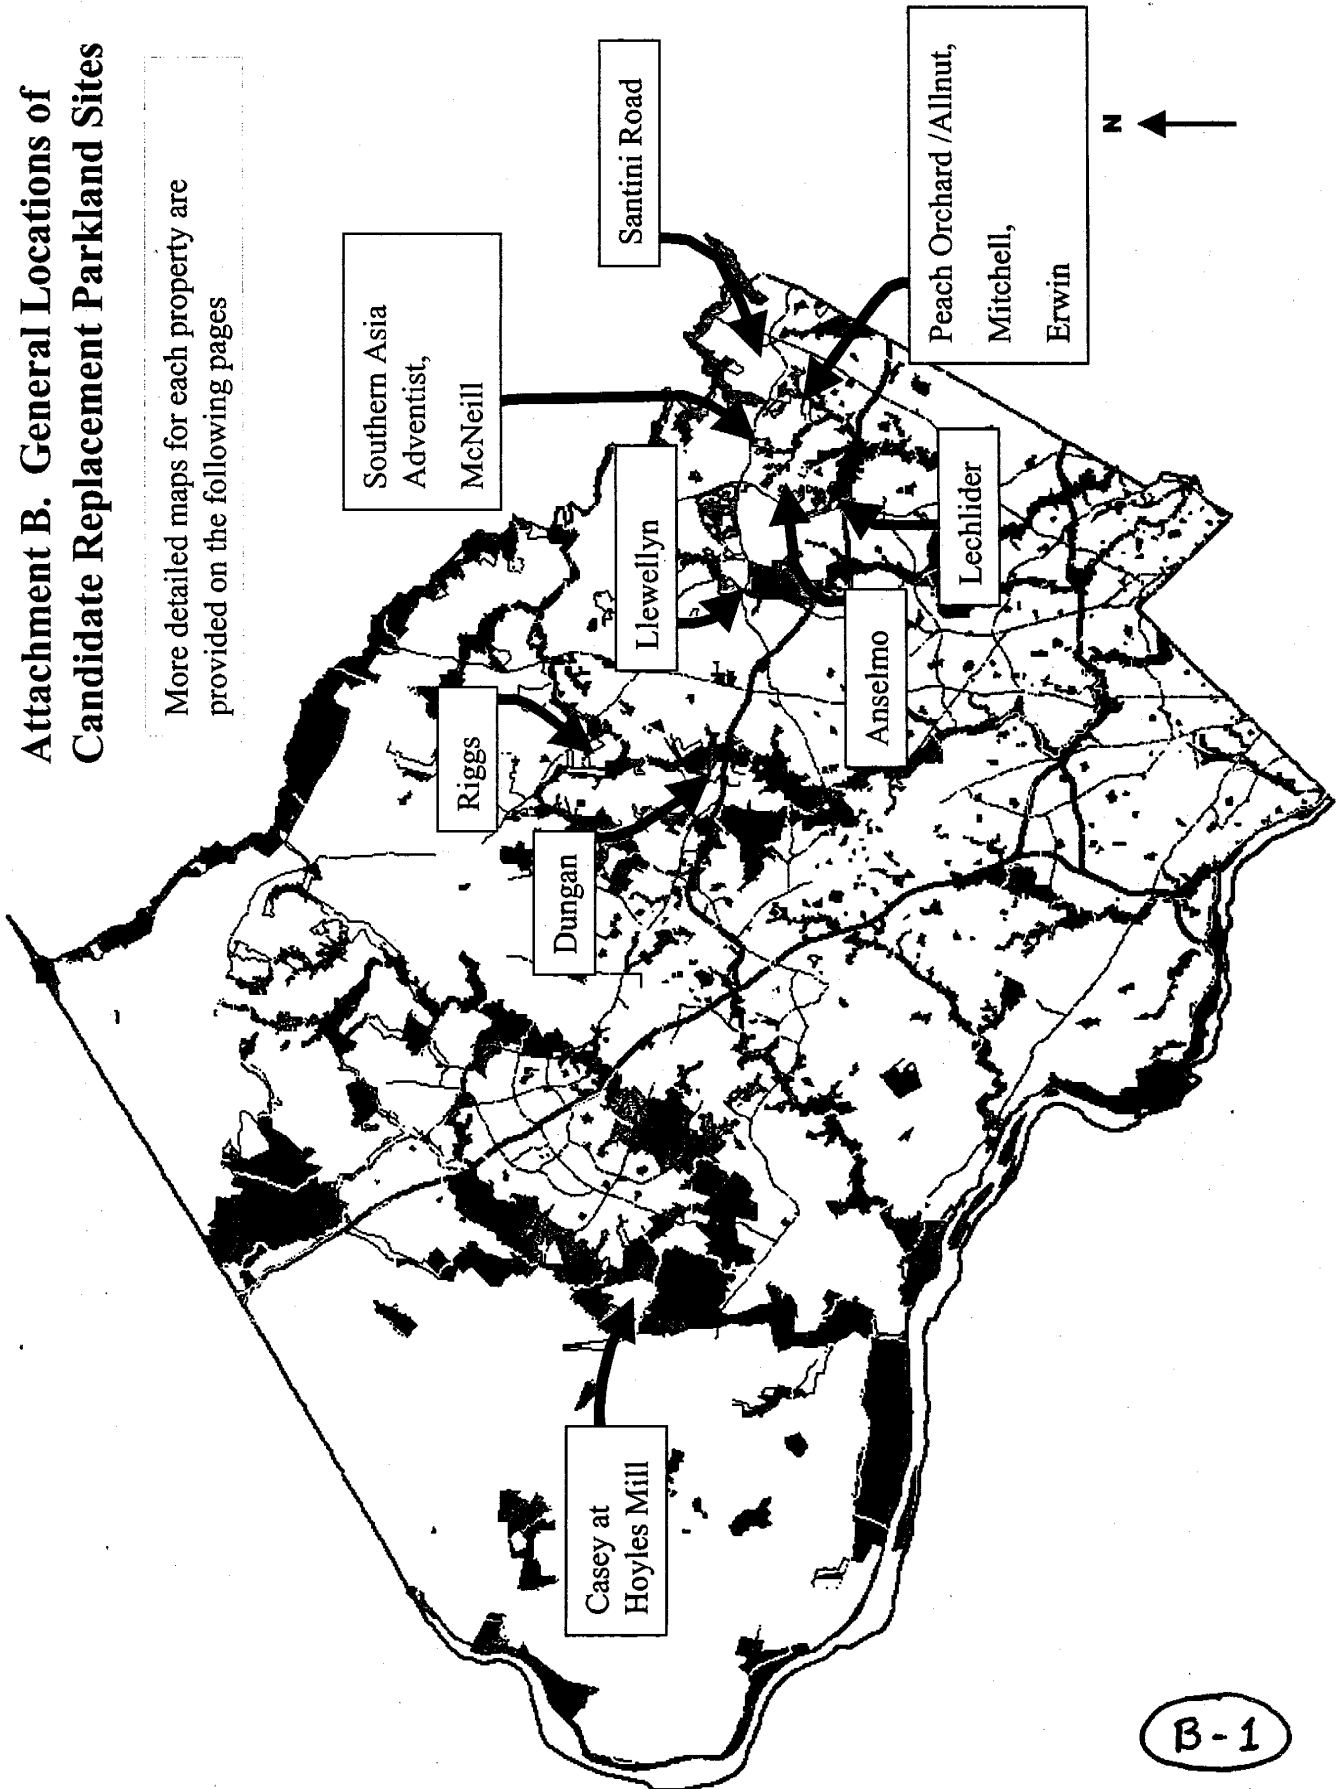 Attachment B.  General Locations of
Candidate Replacement Parkland Sites
More detailed maps for each property are
provided on the following pages
Southern Asia
Adventist,
McNeill
Santini Road
Riggs
Llewellyn
Dungan
Casey at
Hoyles Mill
Anselmo
Lechlider
Peach Orchard /Allnut,
Mitchell,
Erwin
N
B-1